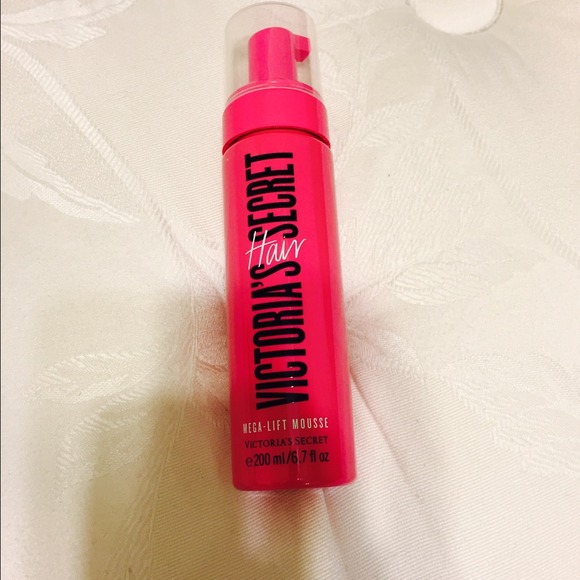 VICTORIA'S SECRET
Hair
MEGA-LIFT MOUSSE
VICTORIA'S SECRET
e200 ml/6.7 fl oz